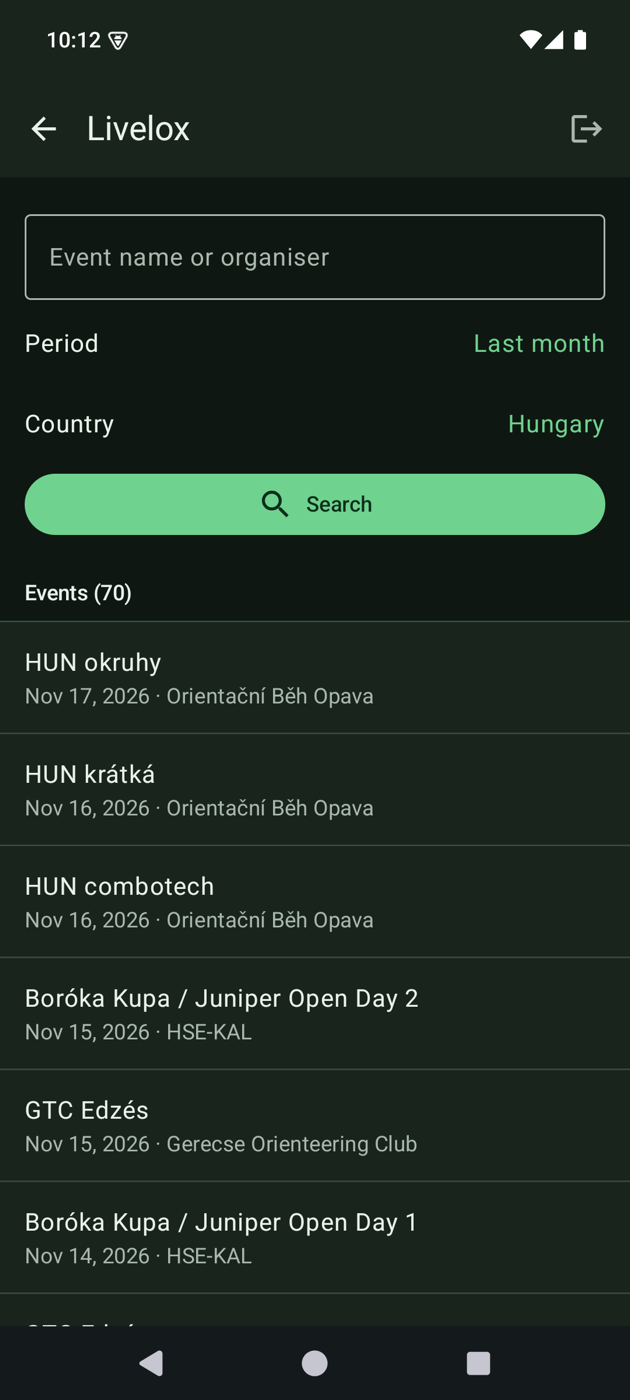 10:12
Livelox
Event name or organiser
Period
Last month
Country
Hungary
Search
Events (70)
HUN okruhy
Nov 17, 2026 · Orientační Běh Opava
HUN krátká
Nov 16, 2026 · Orientační Běh Opava
HUN combotech
Nov 16, 2026 · Orientační Běh Opava
Boróka Kupa / Juniper Open Day 2
Nov 15, 2026 · HSE-KAL
GTC Edzés
Nov 15, 2026 · Gerecse Orienteering Club
Boróka Kupa / Juniper Open Day 1
Nov 14, 2026 · HSE-KAL